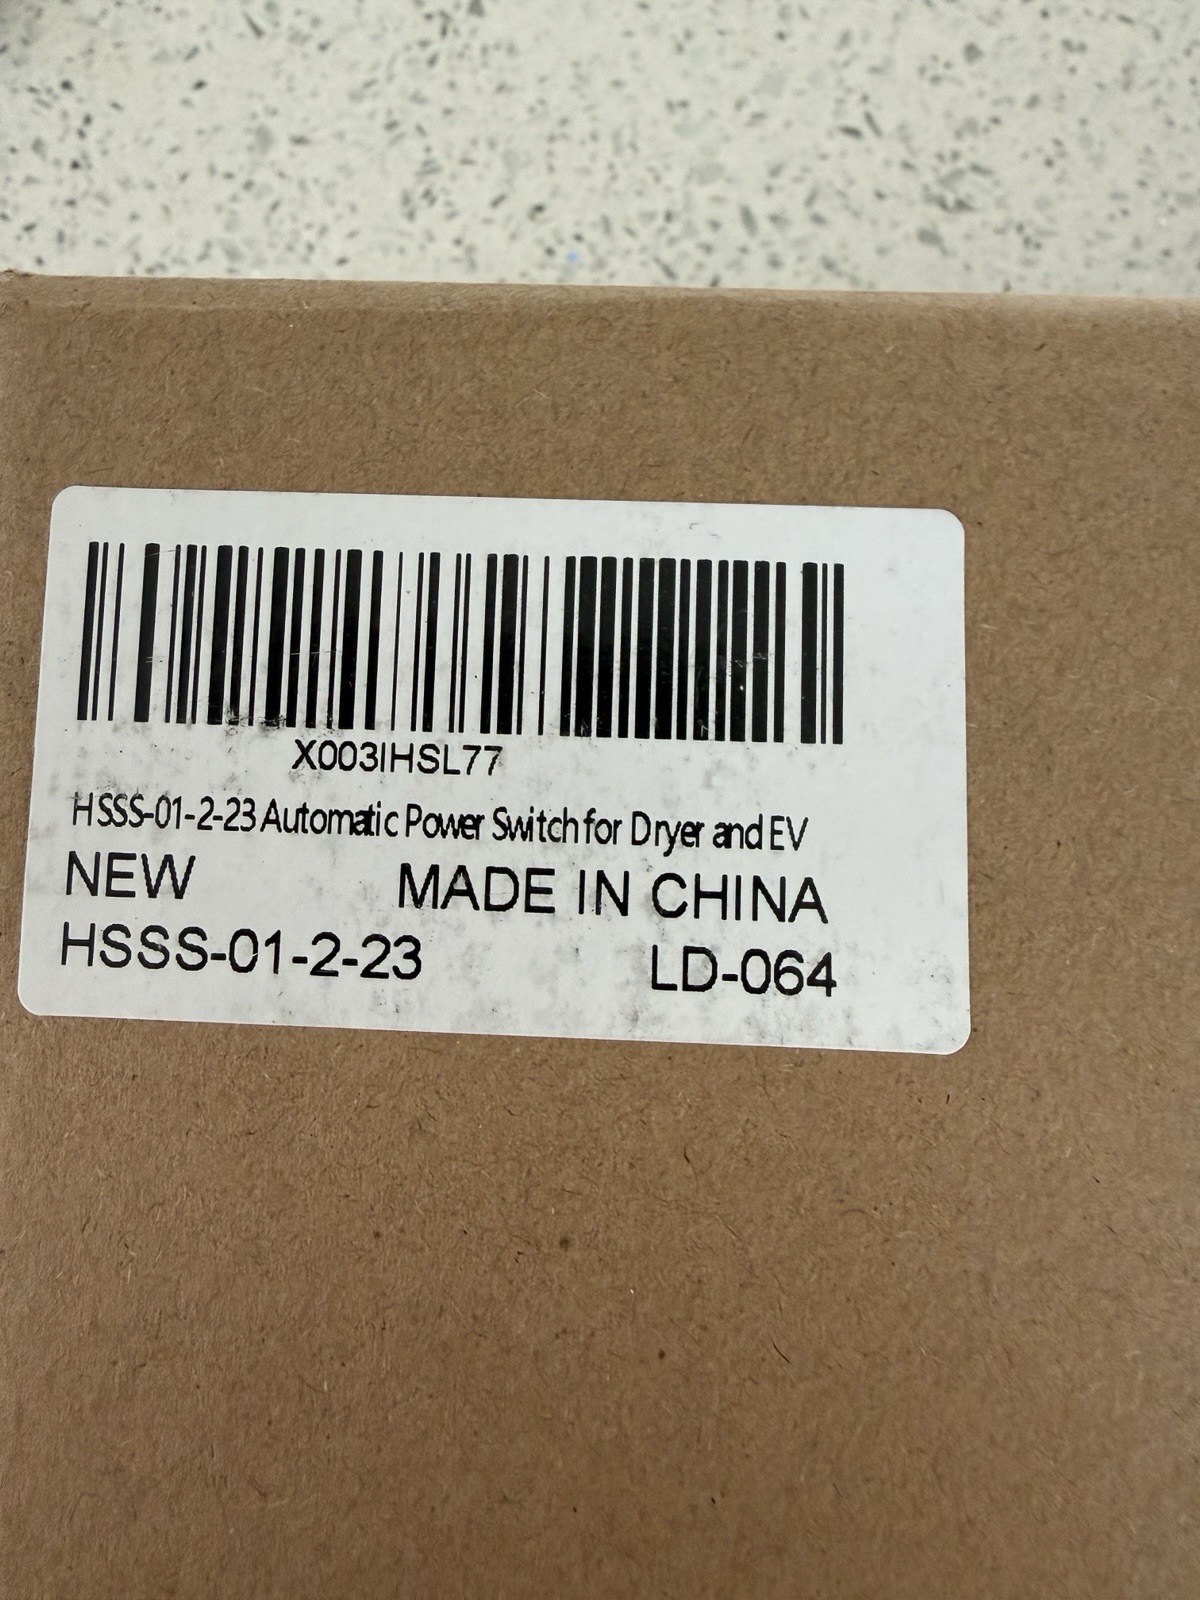 X003IHSL77
HSSS-01-2-23 Automatic Power Switch for Dryer and EV
NEW MADE IN CHINA
HSSS-01-2-23 LD-064